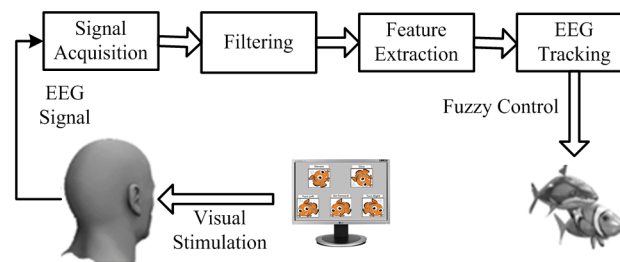 Signal
Acquisition
Filtering
Feature
Extraction
EEG
Tracking
EEG
Signal
Fuzzy Control
Visual
Stimulation